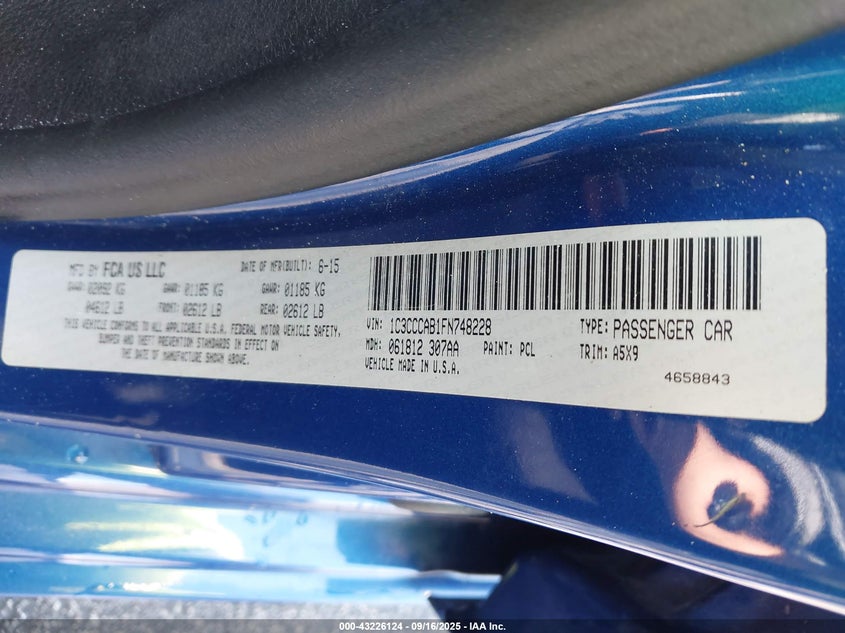 MFD BY FCA US LLC DATE OF MFR(BUILT): 6-15
GVWR: 02092 KG GAWR: 01185 KG GAWR: 01185 KG
04612 LB FRONT: 02612 LB REAR: 02612 LB
THIS VEHICLE CONFORMS TO ALL APPLICABLE U.S.A. FEDERAL MOTOR VEHICLE SAFETY,
BUMPER AND THEFT PREVENTION STANDARDS IN EFFECT ON
THE DATE OF MANUFACTURE SHOWN ABOVE.
VIN: 1C3CCCAB1FN748228 TYPE: PASSENGER CAR
MDH: 061812 307AA PAINT: PCL TRIM: A5X9
VEHICLE MADE IN U.S.A.
4658843
000-43226124 - 09/16/2025 - IAA Inc.